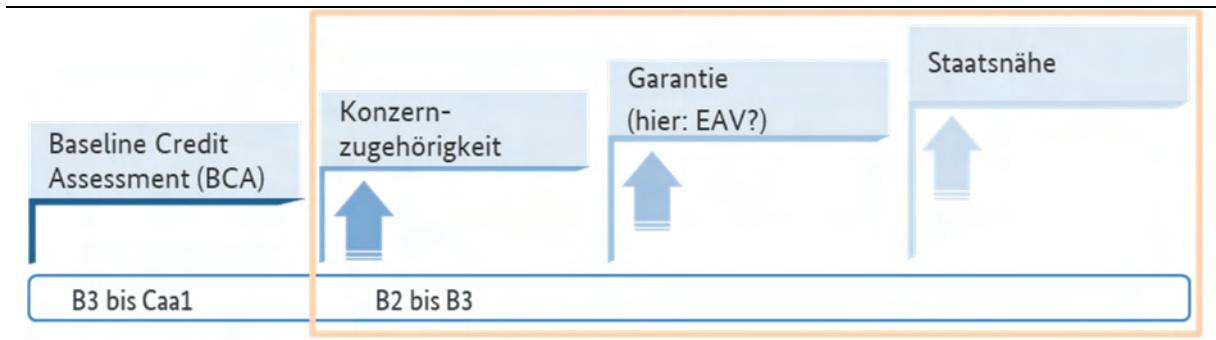 Baseline Credit
Assessment (BCA)
Konzern-
zugehörigkeit
Garantie
(hier: EAV?)
Staatsnähe
B3 bis Caa1
B2 bis B3